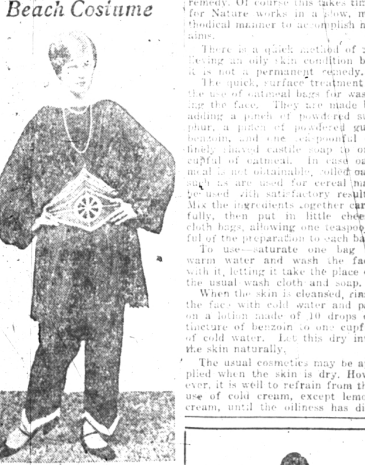 Beach Costume
remedy. Of course this takes time
for Nature works in a slow, me
thodical manner to accomplish
aims.
There is a quick method of
lieving an oily skin condition b
it is not a permanent remedy.
The quick, surface treatment
the use of oatmeal bags for was
ing the face. They are made b
adding a pinch of powdered su
phur, a pinch of powdered gu
benzoin, and one teaspoonful
finely shaved castile soap to on
cupful of oatmeal. In case oa
meal is not obtainable, rolled oa
such as are used for cereal ma
be used with satisfactory result
Mix the ingredients together car
fully, then put in little chee
cloth bags, allowing one teaspoo
ful of the preparation to each ba
To use—saturate one bag
warm water and wash the fac
with it, letting it take the place o
the usual wash cloth and soap.
When the skin is cleansed, rins
the face with cold water and pa
on a lotion made of 10 drops o
tincture of benzoin to one cupf
of cold water. Let this dry int
the skin naturally.
The usual cosmetics may be a
plied when the skin is dry. How
ever, it is well to refrain from th
use of cold cream, except lemo
cream, until the oiliness has di